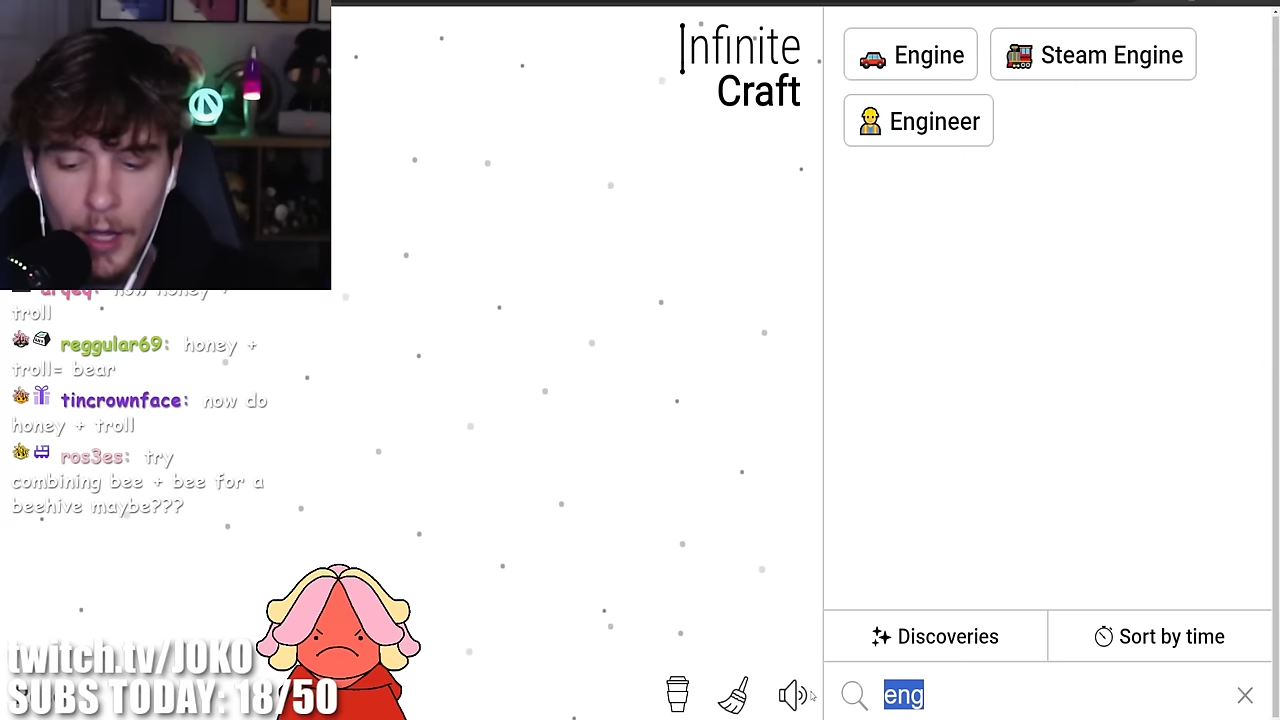 Infinite
Craft
Engine
Steam Engine
Engineer
troll
reggular69: honey +
troll= bear
tincrownface: now do
honey + troll
ros3es: try
combining bee + bee for a
beehive maybe???
twitch.tv/JOKO
SUBS TODAY: 18/50
Discoveries
Sort by time
eng